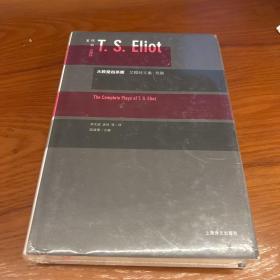 T. S. Eliot
大教堂凶杀案 艾略特文集·戏剧
The Complete Plays of T. S. Eliot
上海译文出版社